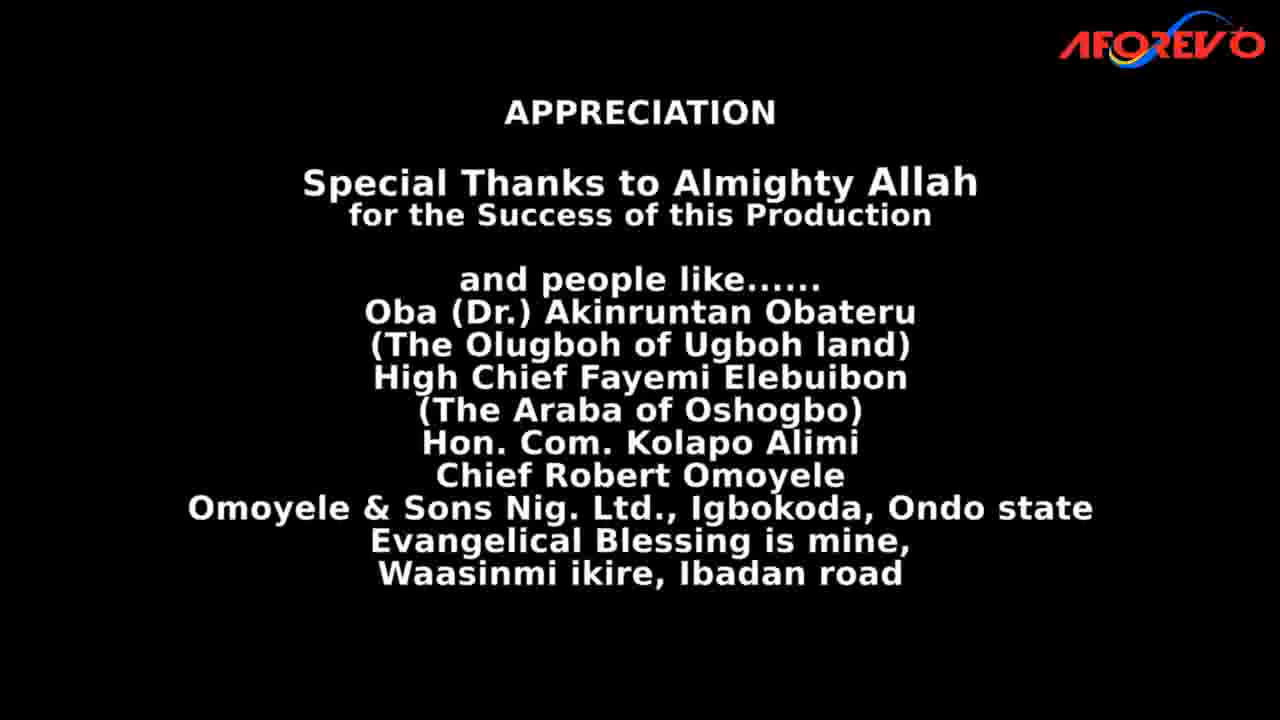 AFOREVO
APPRECIATION
Special Thanks to Almighty Allah
for the Success of this Production
and people like......
Oba (Dr.) Akinruntan Obateru
(The Olugboh of Ugboh land)
High Chief Fayemi Elebuibon
(The Araba of Oshogbo)
Hon. Com. Kolapo Alimi
Chief Robert Omoyele
Omoyele & Sons Nig. Ltd., Igbokoda, Ondo state
Evangelical Blessing is mine,
Waasinmi ikire, Ibadan road